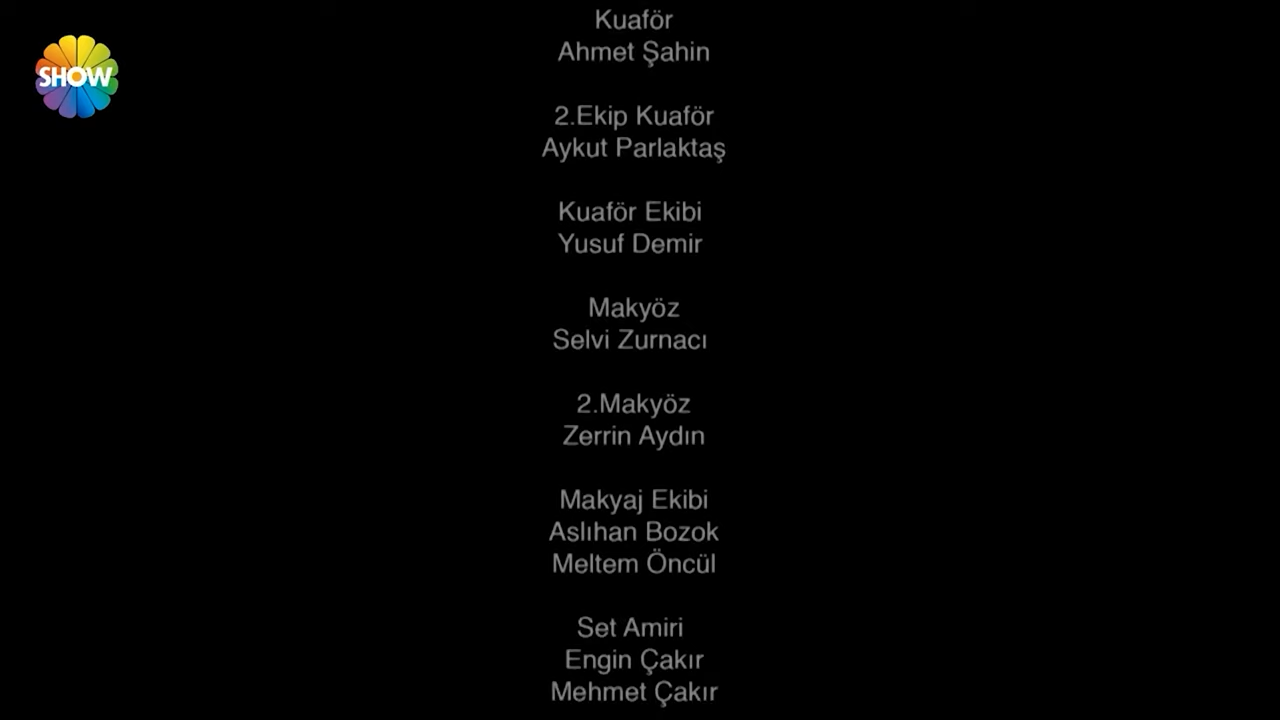 SHOW
Kuaför
Ahmet Şahin
2.Ekip Kuaför
Aykut Parlaktaş
Kuaför Ekibi
Yusuf Demir
Makyöz
Selvi Zurnacı
2.Makyöz
Zerrin Aydın
Makyaj Ekibi
Aslıhan Bozok
Meltem Öncül
Set Amiri
Engin Çakır
Mehmet Çakır